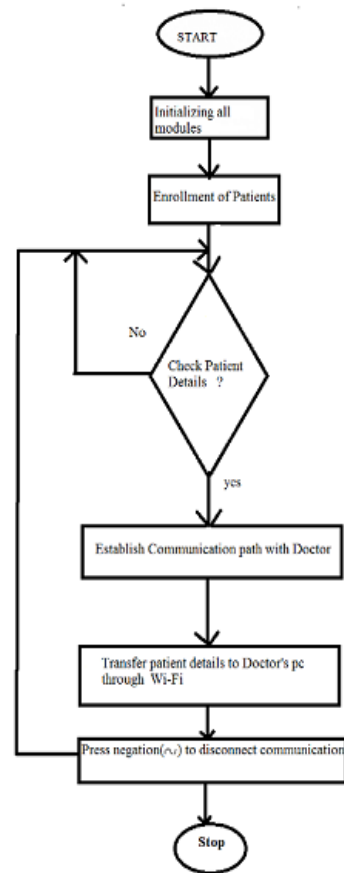 START
Initializing all
modules
Enrollment of Patients
No
Check Patient
Details ?
yes
Establish Communication path with Doctor
Transfer patient details to Doctor's pc
through Wi-Fi
Press negation(~) to disconnect communication
Stop